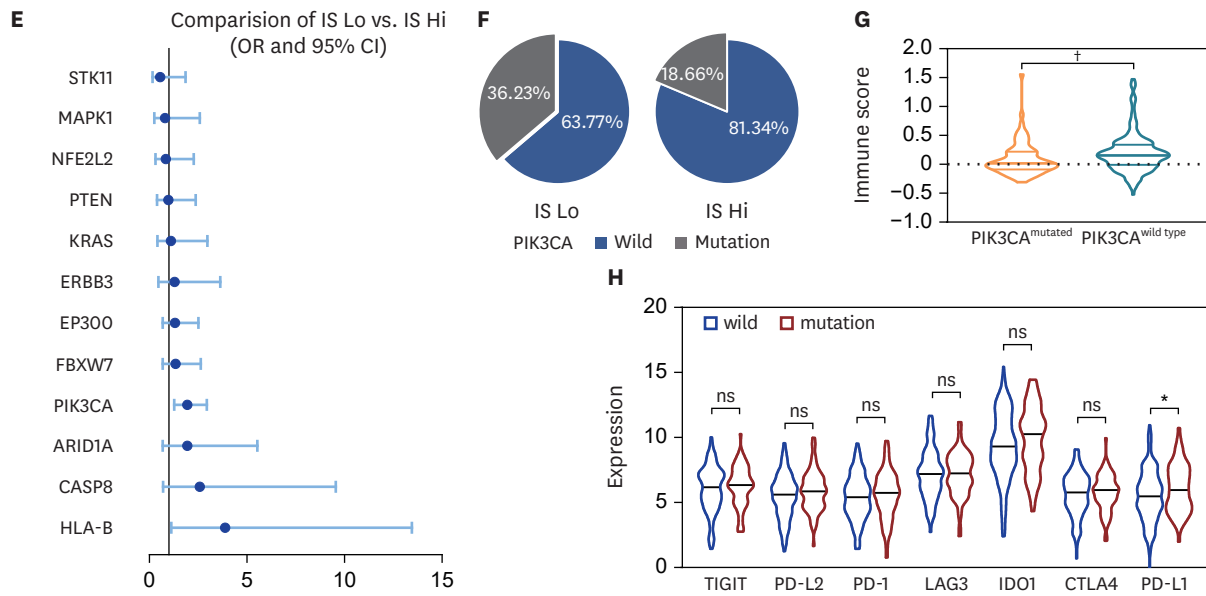 E
Comparision of IS Lo vs. IS Hi
(OR and 95% CI)
STK11
MAPK1
NFE2L2
PTEN
KRAS
ERBB3
EP300
FBXW7
PIK3CA
ARID1A
CASP8
HLA-B
0 5 10 15
F
36.23%
63.77%
18.66%
81.34%
IS Lo IS Hi
PIK3CA Wild Mutation
G
Immune score
2.0
1.5
1.0
0.5
0
−0.5
−1.0
†
PIK3CAmutated PIK3CAwild type
H
Expression
20
15
10
5
0
wild mutation
ns ns ns ns ns ns *
TIGIT PD-L2 PD-1 LAG3 IDO1 CTLA4 PD-L1